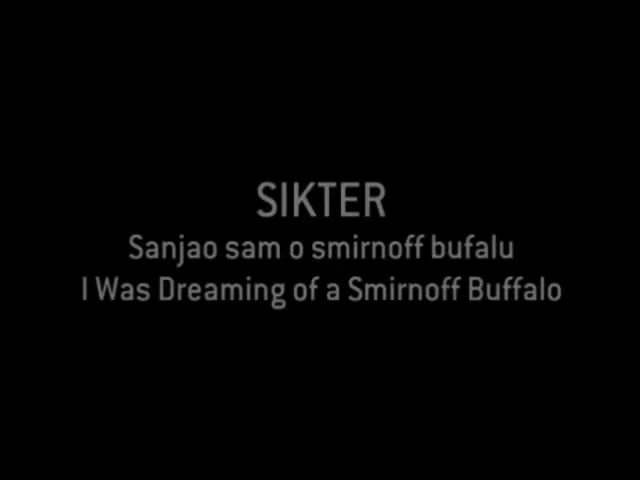 SIKTER
Sanjao sam o smirnoff bufalu
I Was Dreaming of a Smirnoff Buffalo